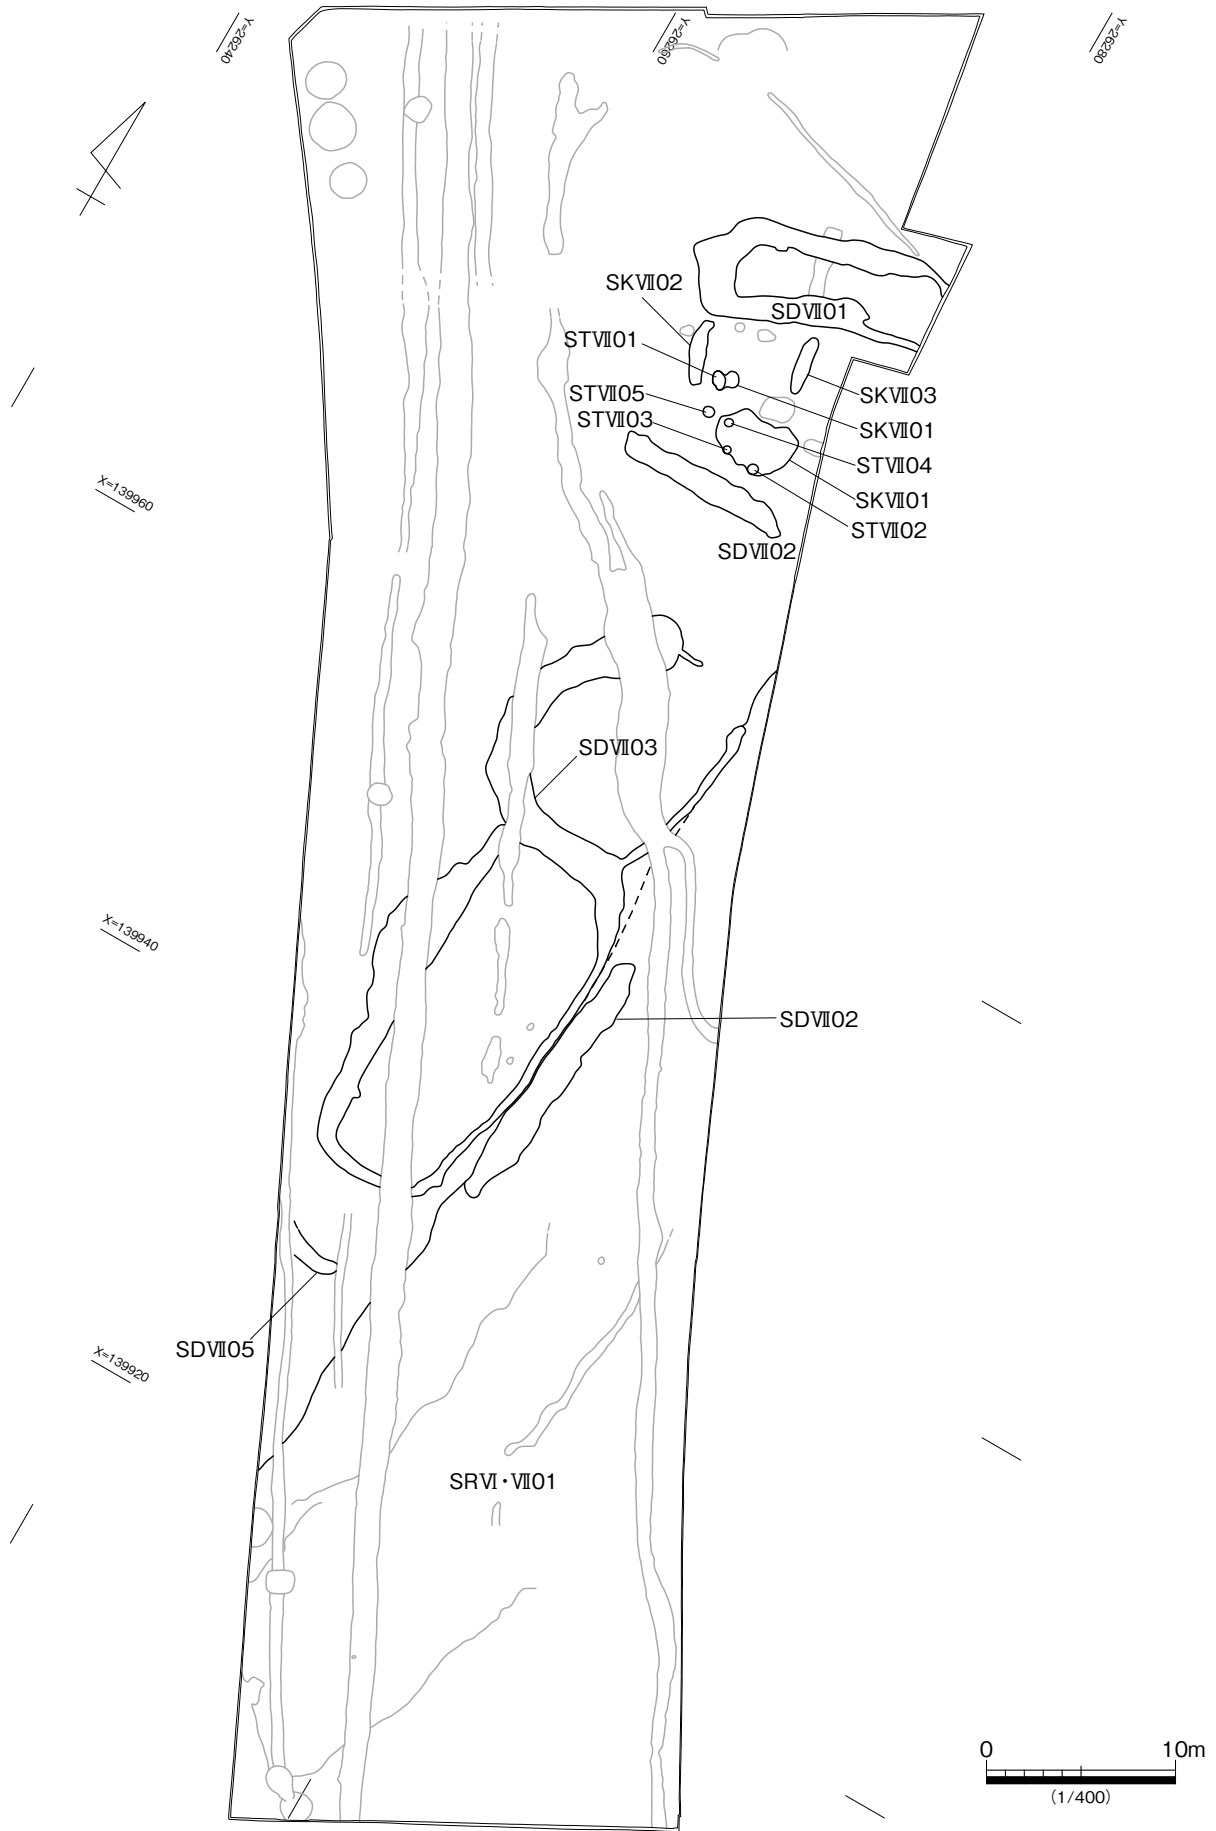 Y=26240
Y=26260
Y=26280
SKⅦ02
SDⅦ01
STⅦ01
STⅦ05
SKⅦ03
STⅦ03
SKⅦ01
STⅦ04
X=139960
SKⅦ01
STⅦ02
SDⅦ02
SDⅦ03
X=139940
SDⅦ02
SDⅦ05
X=139920
SRⅥ・Ⅶ01
0 10m
(1/400)